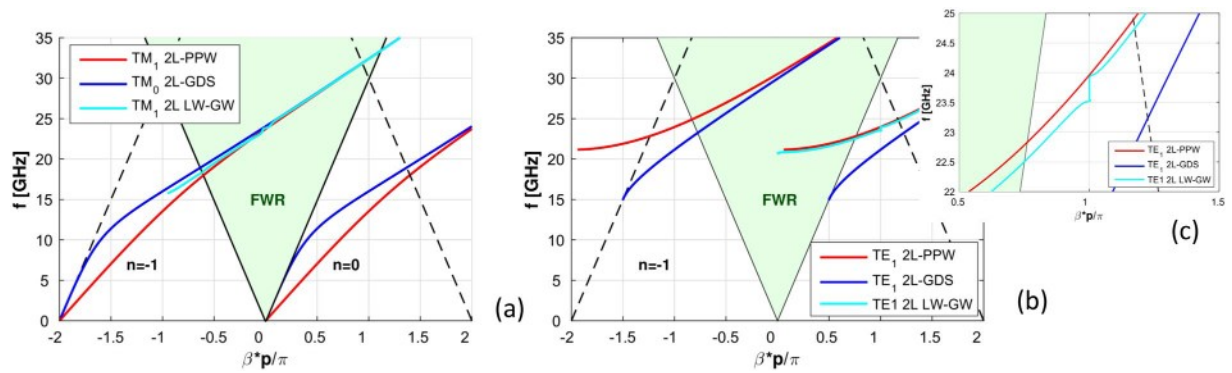 (a)
35
30
25
20
15
10
5
0
f [GHz]
TM1 2L-PPW
TM0 2L-GDS
TM1 2L LW-GW
FWR
n=-1
n=0
-2 -1.5 -1 -0.5 0 0.5 1 1.5 2
β*p/π
(b)
35
30
25
20
15
10
5
0
f [GHz]
FWR
n=-1
TE1 2L-PPW
TE1 2L-GDS
TE1 2L LW-GW
-2 -1.5 -1 -0.5 0 0.5 1 1.5 2
β*p/π
(c)
25
24.5
24
23.5
23
22.5
22
f [GHz]
TE1 2L-PPW
TE1 2L-GDS
TE1 2L LW-GW
0.5 1 1.5
β*p/π